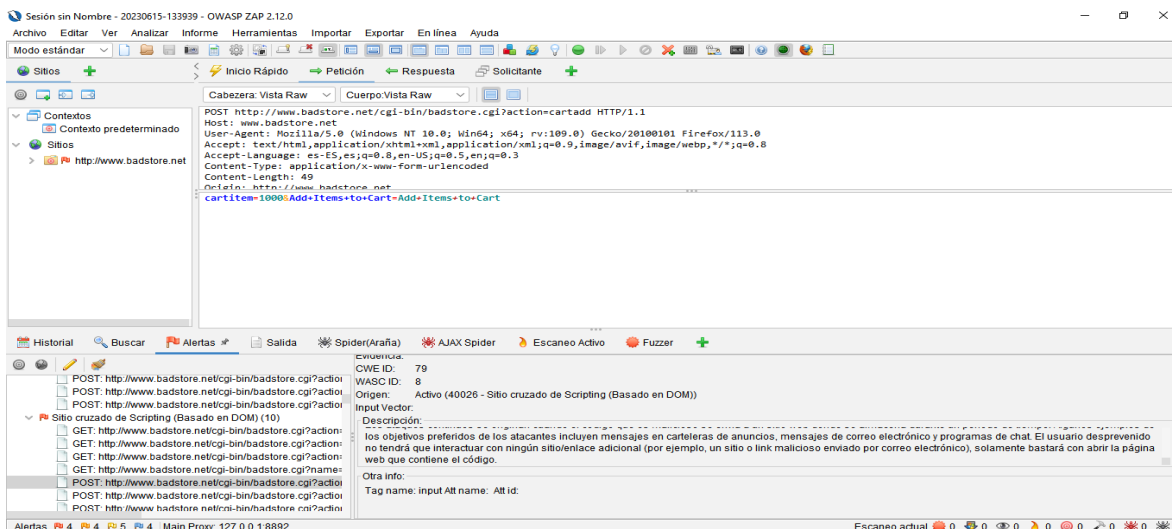 Sesión sin Nombre - 20230615-133939 - OWASP ZAP 2.12.0
Archivo Editar Ver Analizar Informe Herramientas Importar Exportar En línea Ayuda
Modo estándar
Sitios
Inicio Rápido Petición Respuesta Solicitante
Cabezera: Vista Raw Cuerpo:Vista Raw
Contextos
Contexto predeterminado
Sitios
http://www.badstore.net
POST http://www.badstore.net/cgi-bin/badstore.cgi?action=cartadd HTTP/1.1
Host: www.badstore.net
User-Agent: Mozilla/5.0 (Windows NT 10.0; Win64; x64; rv:109.0) Gecko/20100101 Firefox/113.0
Accept: text/html,application/xhtml+xml,application/xml;q=0.9,image/avif,image/webp,*/*;q=0.8
Accept-Language: es-ES,es;q=0.8,en-US;q=0.5,en;q=0.3
Content-Type: application/x-www-form-urlencoded
Content-Length: 49
Origin: http://www.badstore.net
cartitem=1000&Add+Items+to+Cart=Add+Items+to+Cart
Historial Buscar Alertas Salida Spider(Araña) AJAX Spider Escaneo Activo Fuzzer
POST: http://www.badstore.net/cgi-bin/badstore.cgi?action
POST: http://www.badstore.net/cgi-bin/badstore.cgi?action
POST: http://www.badstore.net/cgi-bin/badstore.cgi?action
Sitio cruzado de Scripting (Basado en DOM) (10)
GET: http://www.badstore.net/cgi-bin/badstore.cgi?action=
GET: http://www.badstore.net/cgi-bin/badstore.cgi?action=
GET: http://www.badstore.net/cgi-bin/badstore.cgi?name=
POST: http://www.badstore.net/cgi-bin/badstore.cgi?action
POST: http://www.badstore.net/cgi-bin/badstore.cgi?action
POST: http://www.badstore.net/cgi-bin/badstore.cgi?action
Evidencia:
CWE ID: 79
WASC ID: 8
Origen: Activo (40026 - Sitio cruzado de Scripting (Basado en DOM))
Input Vector:
Descripción:
los objetivos preferidos de los atacantes incluyen mensajes en carteleras de anuncios, mensajes de correo electrónico y programas de chat. El usuario desprevenido
no tendrá que interactuar con ningún sitio/enlace adicional (por ejemplo, un sitio o link malicioso enviado por correo electrónico), solamente bastará con abrir la página
web que contiene el código.
Otra info:
Tag name: input Att name: Att id:
Alertas 4 4 5 4 Main Proxy: 127.0.0.1:8892
Escaneo actual 0 0 0 0 0 0 0